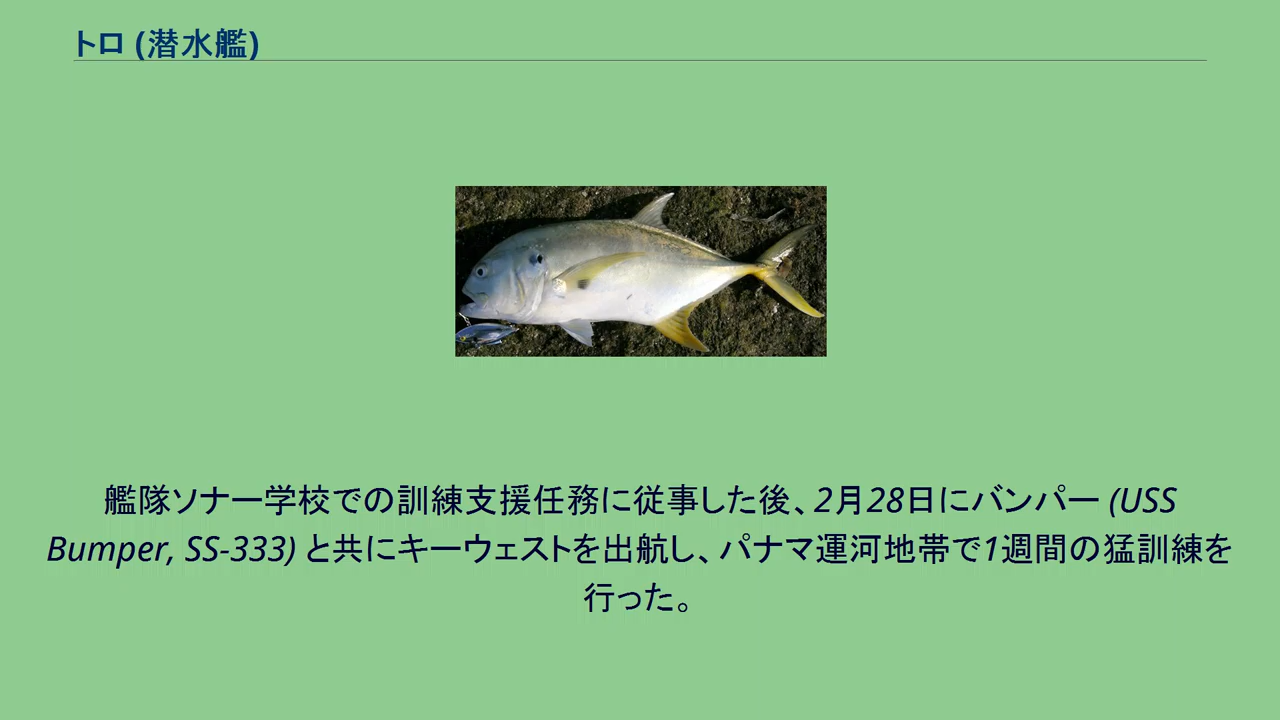 トロ (潜水艦)
艦隊ソナー学校での訓練支援任務に従事した後、2月28日にバンパー (USS
Bumper, SS-333) と共にキーウェストを出航し、パナマ運河地帯で1週間の猛訓練を
行った。